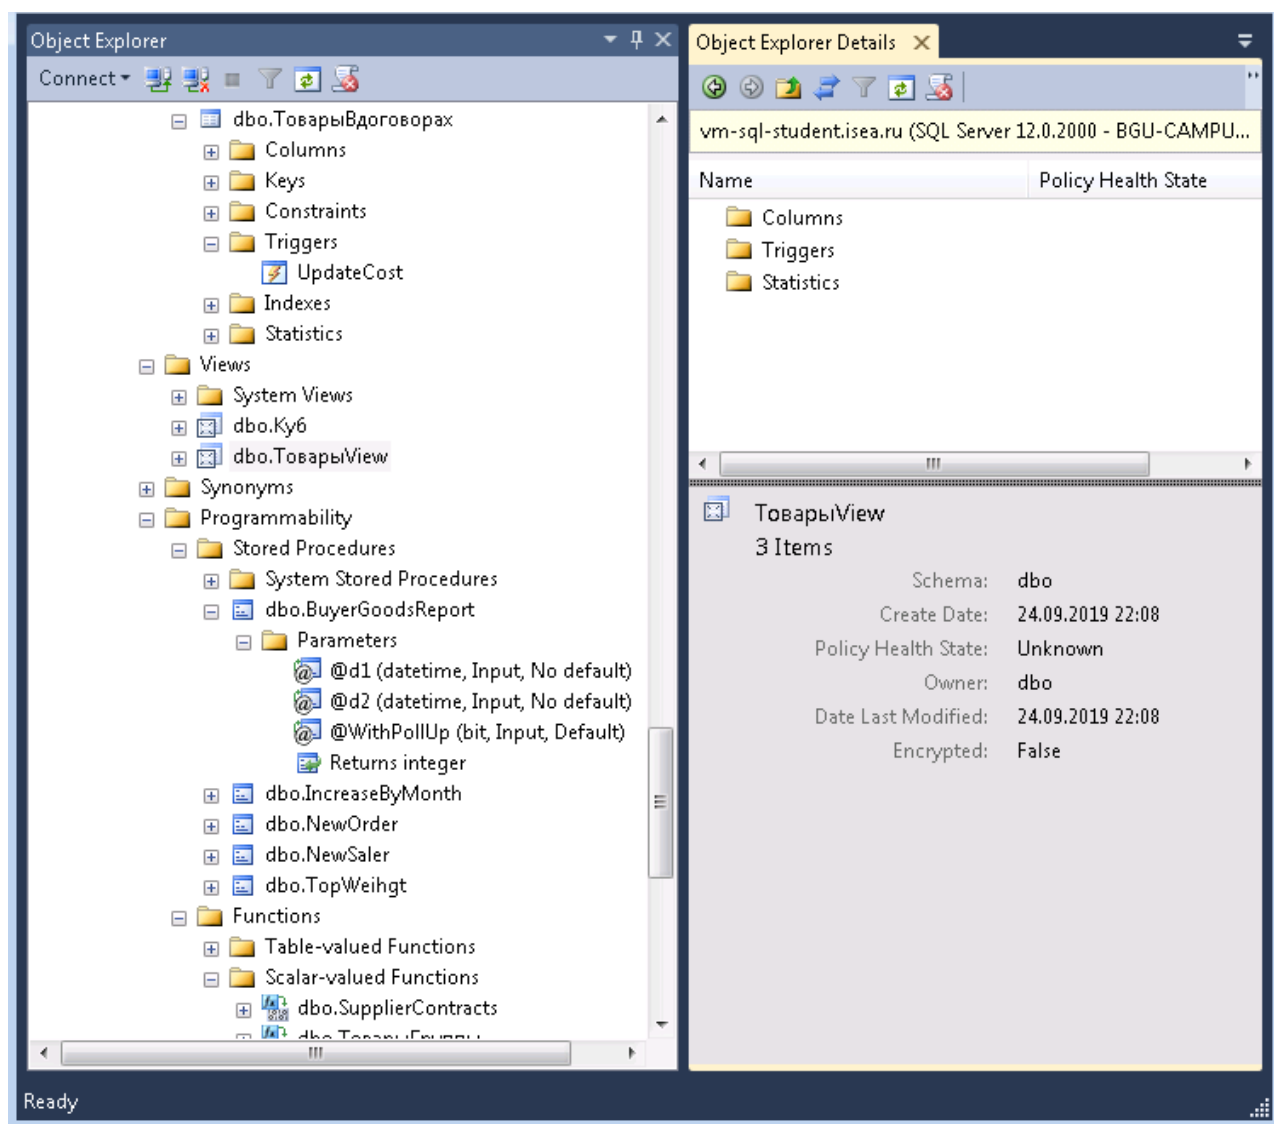 Object Explorer
Connect
dbo.ТоварыВдоговорах
Columns
Keys
Constraints
Triggers
UpdateCost
Indexes
Statistics
Views
System Views
dbo.Куб
dbo.ТоварыView
Synonyms
Programmability
Stored Procedures
System Stored Procedures
dbo.BuyerGoodsReport
Parameters
@d1 (datetime, Input, No default)
@d2 (datetime, Input, No default)
@WithPollUp (bit, Input, Default)
Returns integer
dbo.IncreaseByMonth
dbo.NewOrder
dbo.NewSaler
dbo.TopWeihgt
Functions
Table-valued Functions
Scalar-valued Functions
dbo.SupplierContracts
dbo.ТоварыГруппы
Ready
Object Explorer Details
vm-sql-student.isea.ru (SQL Server 12.0.2000 - BGU-CAMPU...
Name Policy Health State
Columns
Triggers
Statistics
ТоварыView
3 Items
Schema: dbo
Create Date: 24.09.2019 22:08
Policy Health State: Unknown
Owner: dbo
Date Last Modified: 24.09.2019 22:08
Encrypted: False